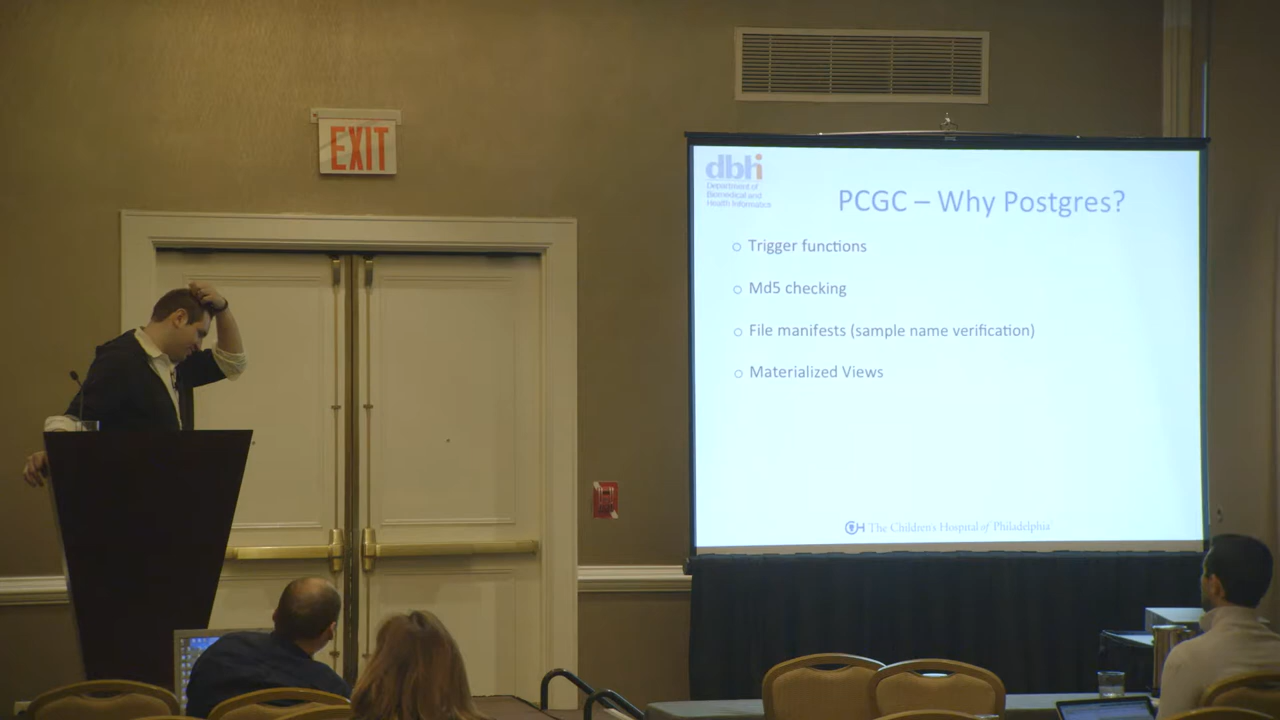 EXIT
dbhi
Department of
Biomedical and
Health Informatics
PCGC – Why Postgres?
Trigger functions
Md5 checking
File manifests (sample name verification)
Materialized Views
The Children's Hospital of Philadelphia